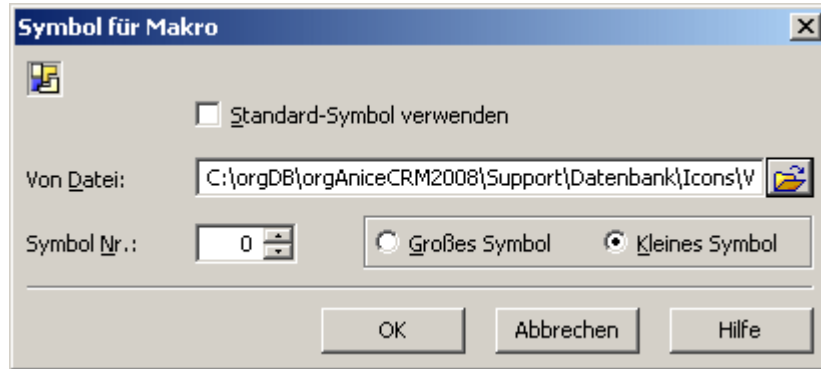 Symbol für Makro
Standard-Symbol verwenden
Von Datei: C:\orgDB\orgAniceCRM2008\Support\Datenbank\Icons\V
Symbol Nr.: 0 Großes Symbol Kleines Symbol
OK Abbrechen Hilfe